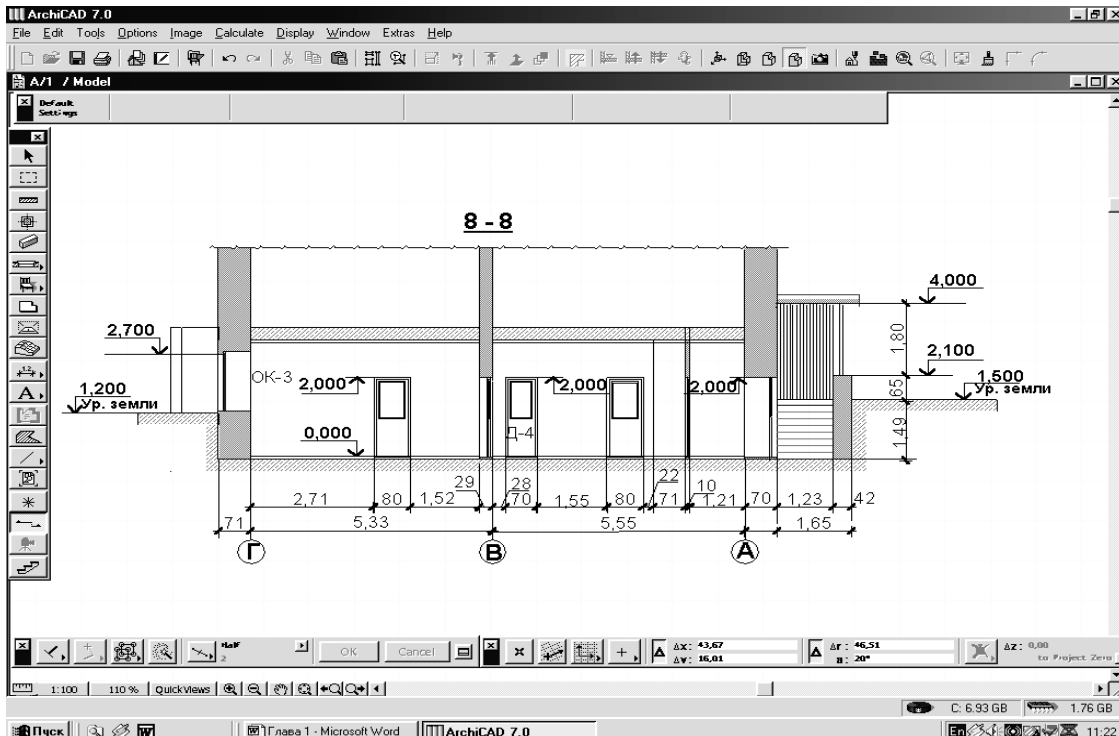 ArchiCAD 7.0
File Edit Tools Options Image Calculate Display Window Extras Help
A/1 / Model
Default
Settings
8 - 8
4,000
2,700
1,80
2,100
ОК-3
2,000
2,000
2,000
1,200
Ур. земли
65
1,500
Ур. земли
Д-4
0,000
1,49
29
28
22
10
2,71
80
1,52
70
1,55
80
71
1,21
70
1,23
42
71
5,33
5,55
1,65
Г
В
А
Half
2
OK
Cancel
Δx: 43,67
Δy: 16,01
Δr: 46,51
a: 20°
Δz: 0,00
to Project Zero
1:100
110 %
QuickViews
C: 6.93 GB
1.76 GB
Пуск
Глава 1 - Microsoft Word
ArchiCAD 7.0
En
11:22